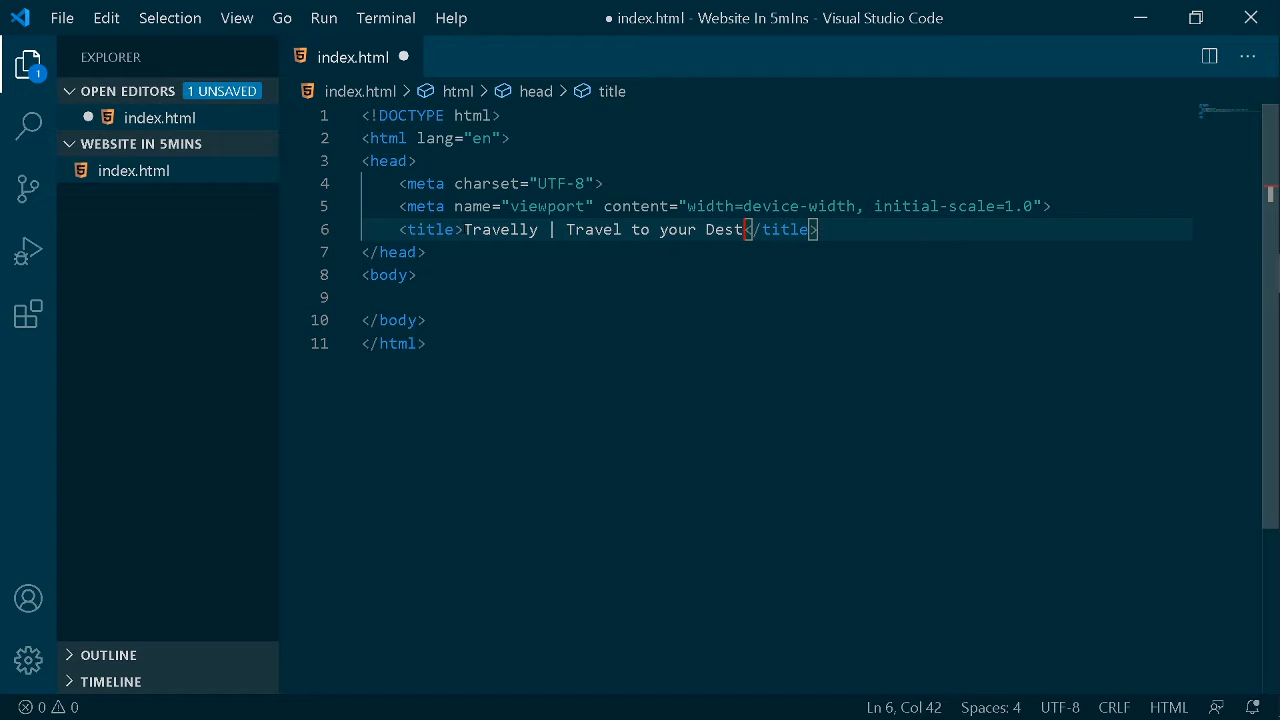 File Edit Selection View Go Run Terminal Help ● index.html - Website In 5mIns - Visual Studio Code
EXPLORER
index.html ●
OPEN EDITORS 1 UNSAVED
index.html
WEBSITE IN 5MINS
index.html
OUTLINE
TIMELINE
1
index.html > html > head > title
1 <!DOCTYPE html>
2 <html lang="en">
3 <head>
4 <meta charset="UTF-8">
5 <meta name="viewport" content="width=device-width, initial-scale=1.0">
6 <title>Travelly | Travel to your Dest</title>
7 </head>
8 <body>
9
10 </body>
11 </html>
0 0 Ln 6, Col 42 Spaces: 4 UTF-8 CRLF HTML